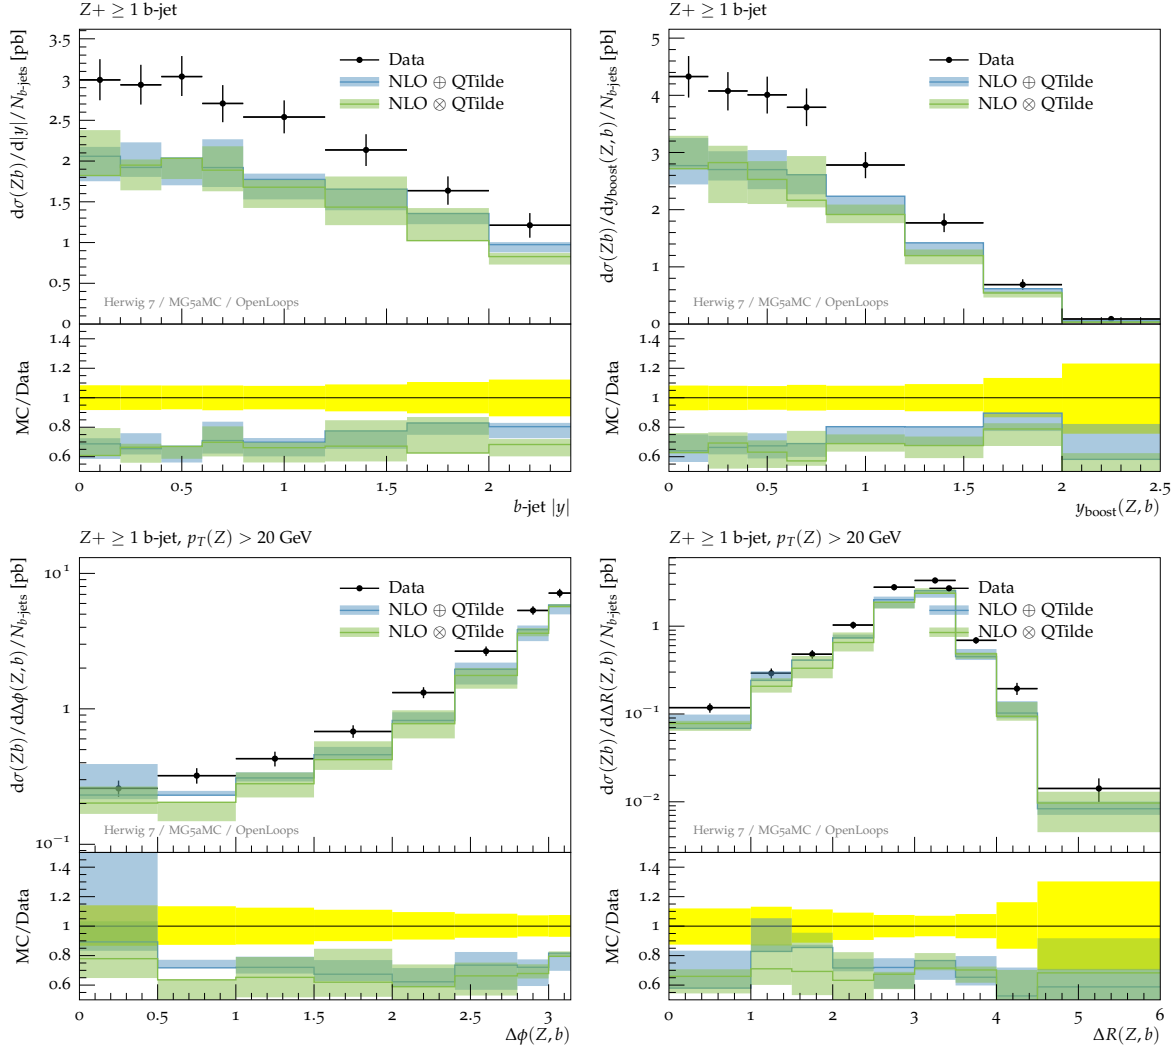 Z+ ≥ 1 b-jet
dσ(Zb)/d|y|/N_b-jets [pb]
3.5
3
2.5
2
1.5
1
0.5
0
Data
NLO ⊕ QTilde
NLO ⊗ QTilde
Herwig 7 / MG5aMC / OpenLoops
MC/Data
1.4
1.2
1
0.8
0.6
0 0.5 1 1.5 2
b-jet |y|
Z+ ≥ 1 b-jet
dσ(Zb)/dy_boost(Z, b)/N_b-jets [pb]
5
4
3
2
1
0
Data
NLO ⊕ QTilde
NLO ⊗ QTilde
Herwig 7 / MG5aMC / OpenLoops
MC/Data
1.4
1.2
1
0.8
0.6
0 0.5 1 1.5 2 2.5
y_boost(Z, b)
Z+ ≥ 1 b-jet, p_T(Z) > 20 GeV
dσ(Zb)/dΔϕ(Z, b)/N_b-jets [pb]
10^1
1
10^−1
Data
NLO ⊕ QTilde
NLO ⊗ QTilde
Herwig 7 / MG5aMC / OpenLoops
MC/Data
1.4
1.2
1
0.8
0.6
0 0.5 1 1.5 2 2.5 3
Δϕ(Z, b)
Z+ ≥ 1 b-jet, p_T(Z) > 20 GeV
dσ(Zb)/dΔR(Z, b)/N_b-jets [pb]
1
10^−1
10^−2
Data
NLO ⊕ QTilde
NLO ⊗ QTilde
Herwig 7 / MG5aMC / OpenLoops
MC/Data
1.4
1.2
1
0.8
0.6
0 1 2 3 4 5 6
ΔR(Z, b)